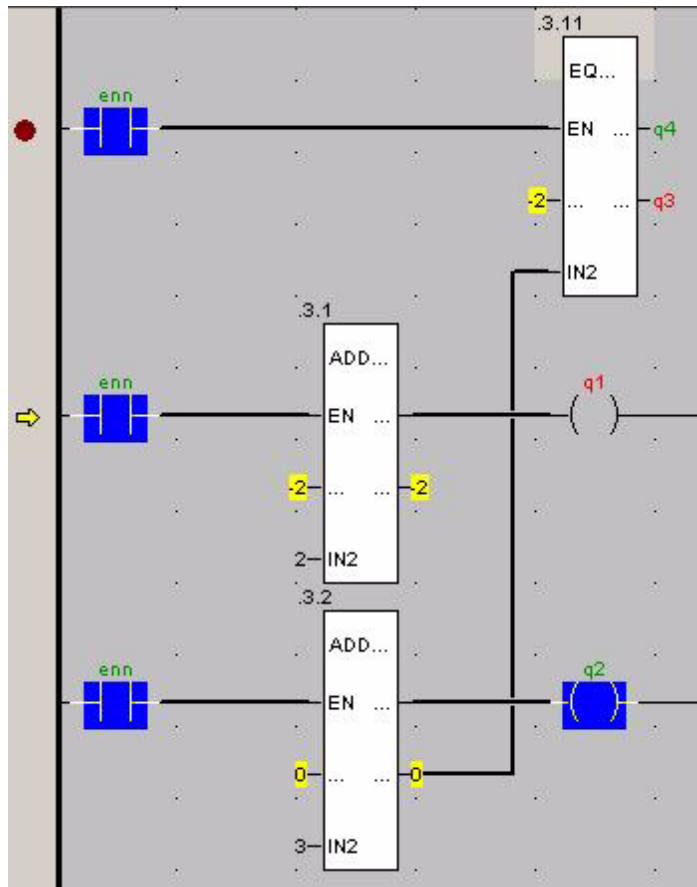 .3.11
EQ...
enn
EN ... q4
-2 ... ... q3
IN2
.3.1
ADD...
enn
q1
EN ...
-2 ... ... -2
2 IN2
.3.2
ADD...
enn
q2
EN ...
0 ... ... 0
3 IN2